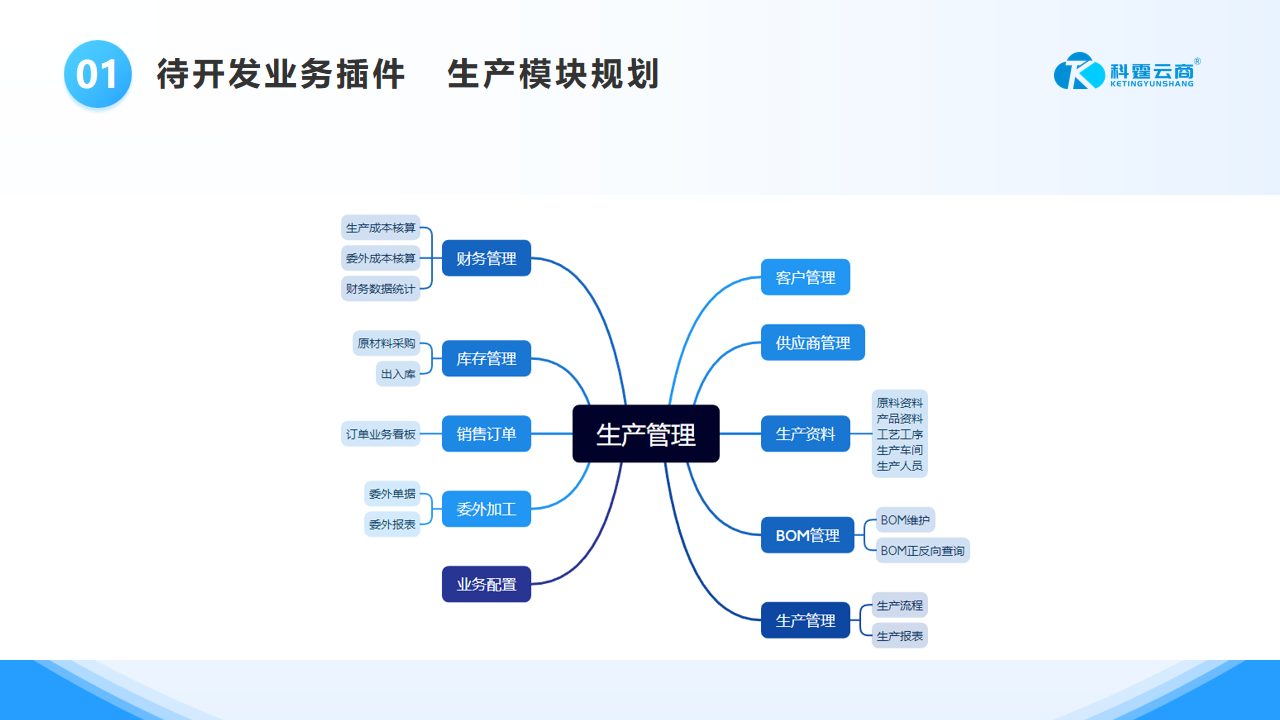 01
待开发业务插件 生产模块规划
科霆云商®
KETINGYUNSHANG
生产成本核算
委外成本核算
财务数据统计
财务管理
原材料采购
出入库
库存管理
订单业务看板
销售订单
委外单据
委外报表
委外加工
业务配置
生产管理
客户管理
供应商管理
生产资料
原料资料
产品资料
工艺工序
生产车间
生产人员
BOM管理
BOM维护
BOM正反向查询
生产管理
生产流程
生产报表